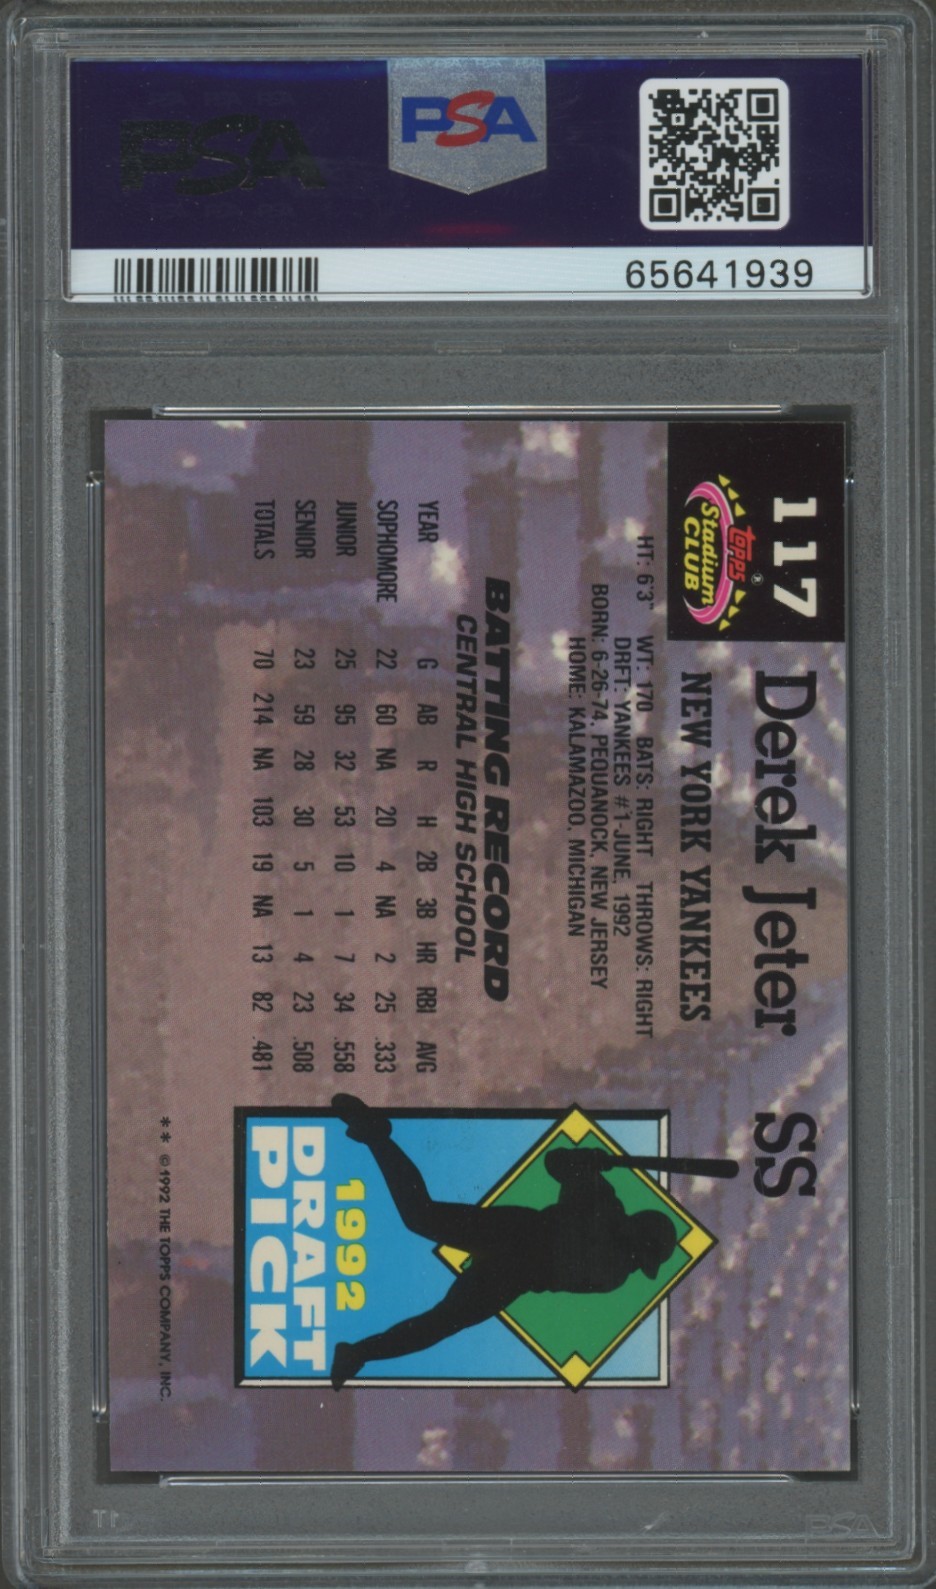 PSA
PSA
65641939
117
Topps®
Stadium
CLUB
Derek Jeter SS
NEW YORK YANKEES
HT: 6'3" WT: 170 BATS: RIGHT THROWS: RIGHT
DRFT: YANKEES #1-JUNE, 1992
BORN: 6-26-74, PEQUANOCK, NEW JERSEY
HOME: KALAMAZOO, MICHIGAN
BATTING RECORD
CENTRAL HIGH SCHOOL
YEAR G AB R H 2B 3B HR RBI AVG
SOPHOMORE 22 60 NA 20 4 NA 2 25 .333
JUNIOR 25 95 32 53 10 1 7 34 .558
SENIOR 23 59 28 30 5 1 4 23 .508
TOTALS 70 214 NA 103 19 NA 13 82 .481
1992
DRAFT
PICK
** ©1992 THE TOPPS COMPANY, INC.
PSA